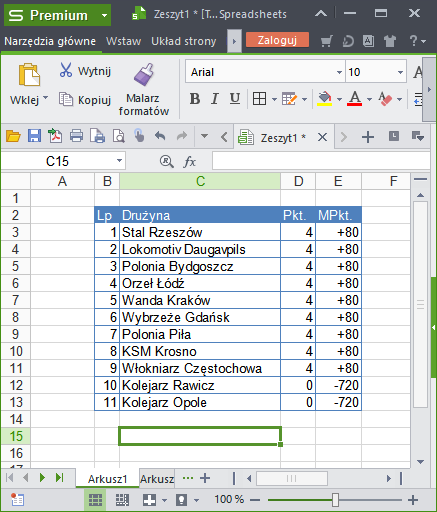 S Premium Zeszyt1 * [T...Spreadsheets
Narzędzia główne Wstaw Układ strony Zaloguj
Wklej Wytnij Kopiuj Malarz formatów Arial 10
B I U A
Zeszyt1 *
C15 fx
A B C D E F
1
2 Lp Drużyna Pkt. MPkt.
3 1 Stal Rzeszów 4 +80
4 2 Lokomotiv Daugavpils 4 +80
5 3 Polonia Bydgoszcz 4 +80
6 4 Orzeł Łódź 4 +80
7 5 Wanda Kraków 4 +80
8 6 Wybrzeże Gdańsk 4 +80
9 7 Polonia Piła 4 +80
10 8 KSM Krosno 4 +80
11 9 Włókniarz Częstochowa 4 +80
12 10 Kolejarz Rawicz 0 -720
13 11 Kolejarz Opole 0 -720
14
15
16
17
Arkusz1 Arkusz ... +
100 % − +